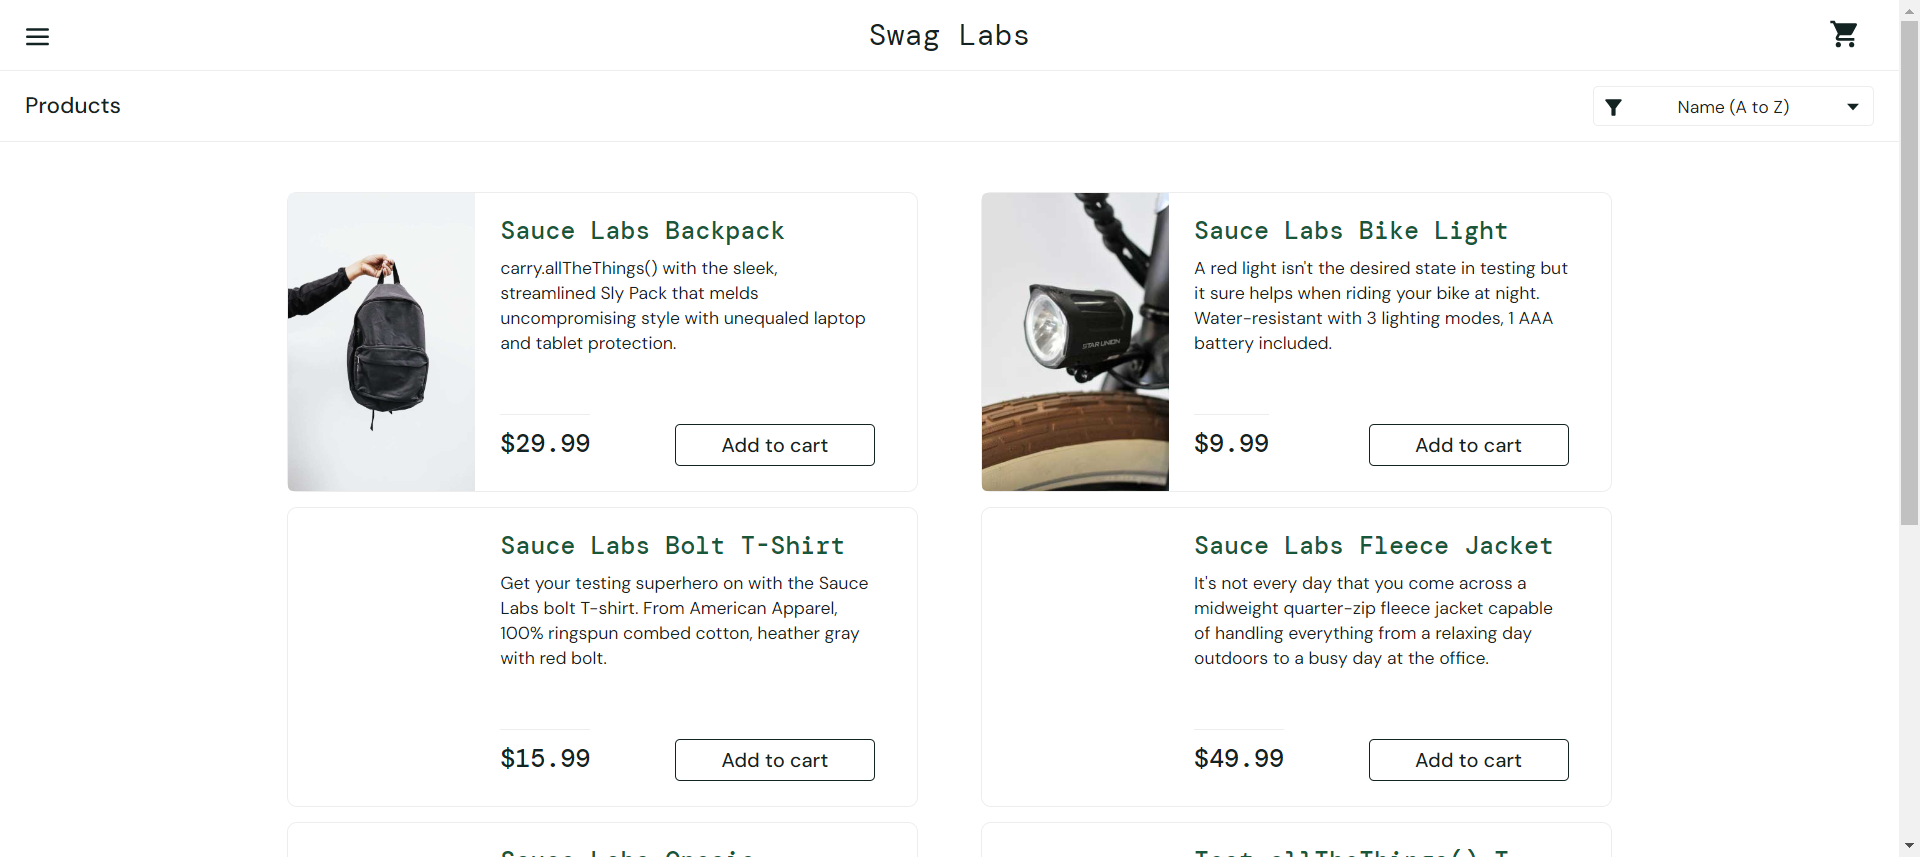 Swag Labs
Products
Name (A to Z)
Sauce Labs Backpack
carry.allTheThings() with the sleek,
streamlined Sly Pack that melds
uncompromising style with unequaled laptop
and tablet protection.
$29.99
Add to cart
Sauce Labs Bike Light
A red light isn't the desired state in testing but
it sure helps when riding your bike at night.
Water-resistant with 3 lighting modes, 1 AAA
battery included.
STAR UNION
$9.99
Add to cart
Sauce Labs Bolt T-Shirt
Get your testing superhero on with the Sauce
Labs bolt T-shirt. From American Apparel,
100% ringspun combed cotton, heather gray
with red bolt.
$15.99
Add to cart
Sauce Labs Fleece Jacket
It's not every day that you come across a
midweight quarter-zip fleece jacket capable
of handling everything from a relaxing day
outdoors to a busy day at the office.
$49.99
Add to cart
Sauce Labs Onesie
Test.allTheThings() T-